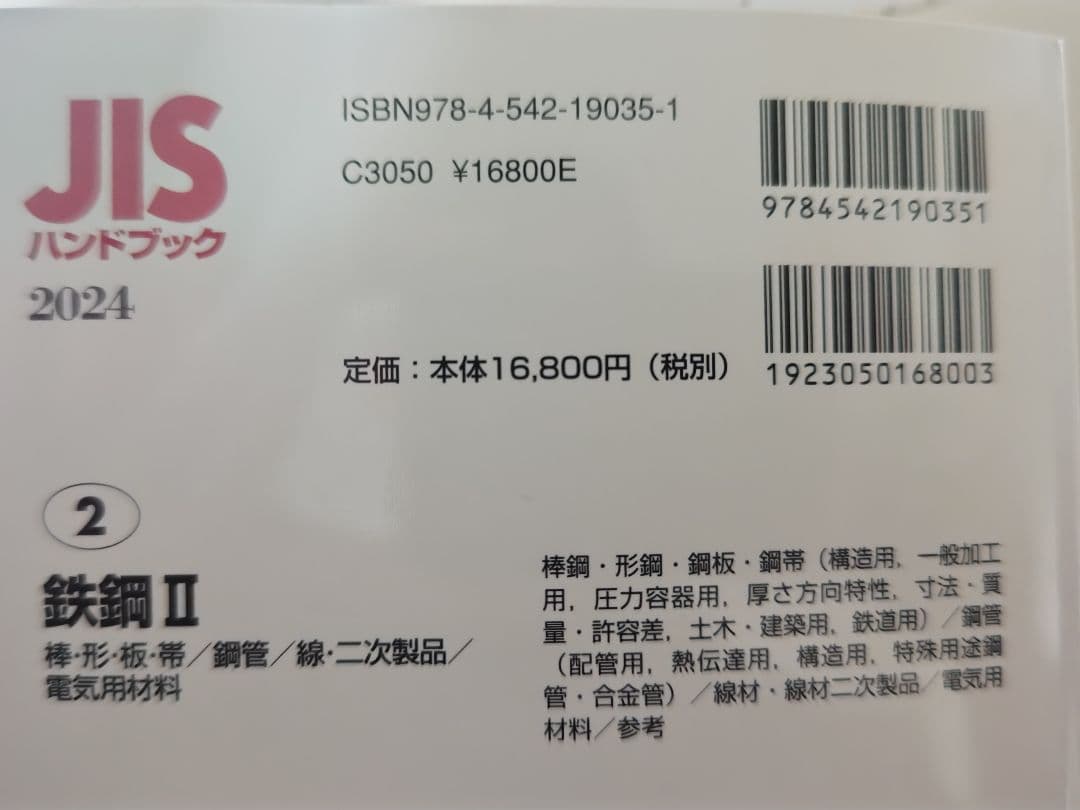 JIS
ハンドブック
2024
ISBN978-4-542-19035-1
C3050 ¥16800E
定価：本体16,800円（税別）
9784542190351
1923050168003
2
鉄鋼Ⅱ
棒・形・板・帯／鋼管／線・二次製品／
電気用材料
棒鋼・形鋼・鋼板・鋼帯（構造用，一般加工
用，圧力容器用，厚さ方向特性，寸法・質
量・許容差，土木・建築用，鉄道用）／鋼管
（配管用，熱伝達用，構造用，特殊用途鋼
管・合金管）／線材・線材二次製品／電気用
材料／参考